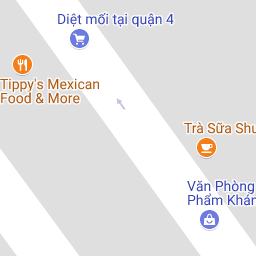 Diệt mối tại quận 4
Tippy's Mexican
Food & More
Trà Sữa Shu
Văn Phòng
Phẩm Khán